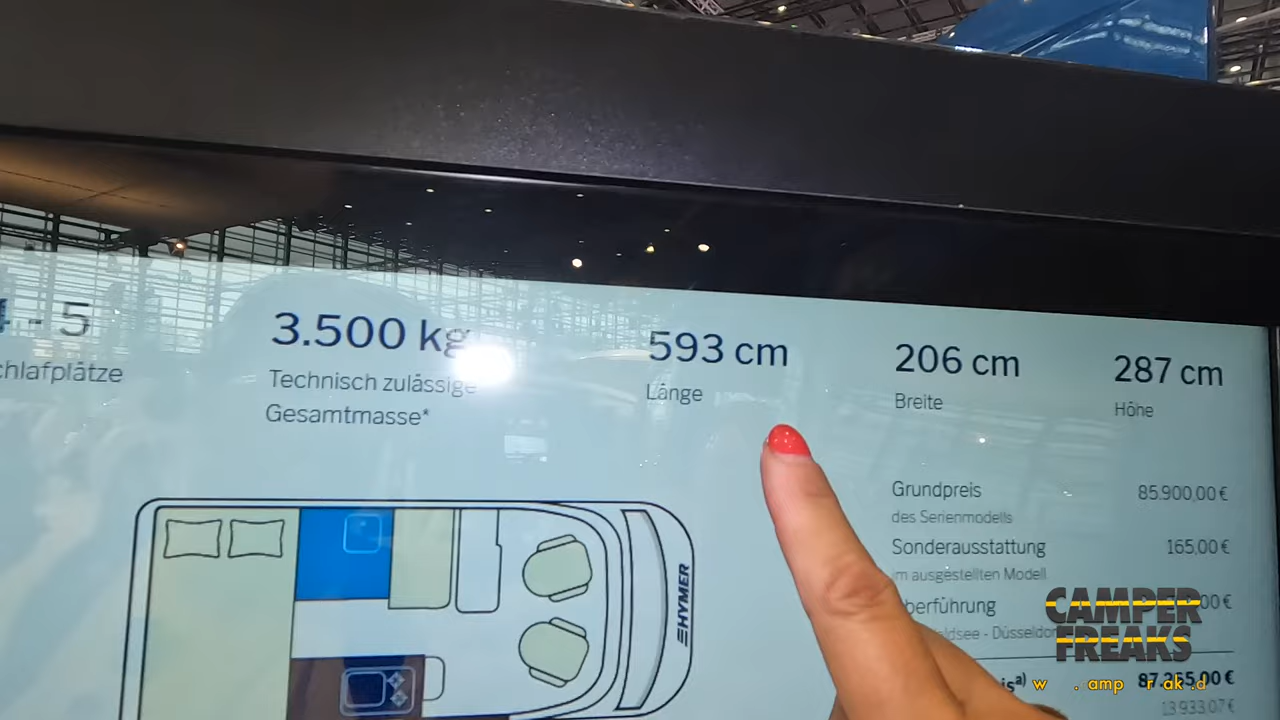 - 5
3.500 kg
593 cm
206 cm
287 cm
Technisch zulässige
Gesamtmasse*
Länge
Breite
Höhe
Grundpreis 85.900,00 €
des Serienmodells
Sonderausstattung 165,00 €
im ausgestellten Modell
HYMER
CAMPER
FREAKS